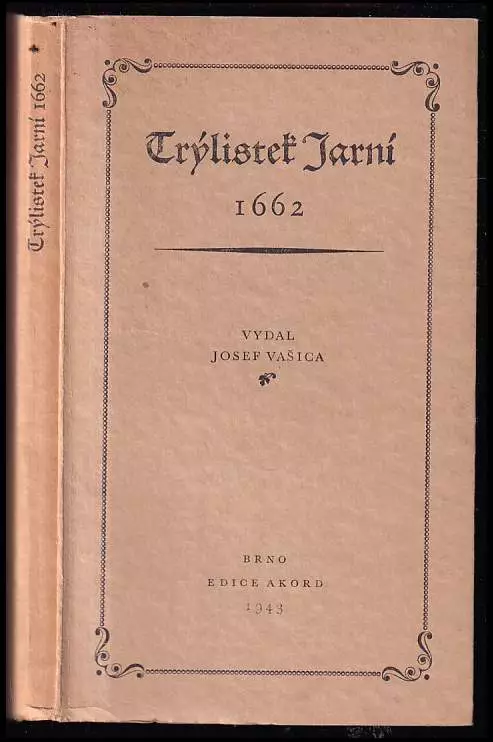 Trýlistek Jarní 1662
Trýlistek Jarní
1662
VYDAL
JOSEF VAŠICA
BRNO
EDICE AKORD
1943